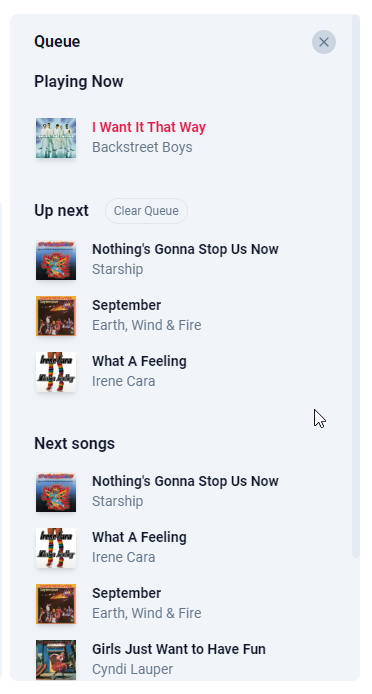 Queue
Playing Now
I Want It That Way
Backstreet Boys
Up next
Clear Queue
Nothing's Gonna Stop Us Now
Starship
September
Earth, Wind & Fire
What A Feeling
Irene Cara
Next songs
Nothing's Gonna Stop Us Now
Starship
What A Feeling
Irene Cara
September
Earth, Wind & Fire
Girls Just Want to Have Fun
Cyndi Lauper